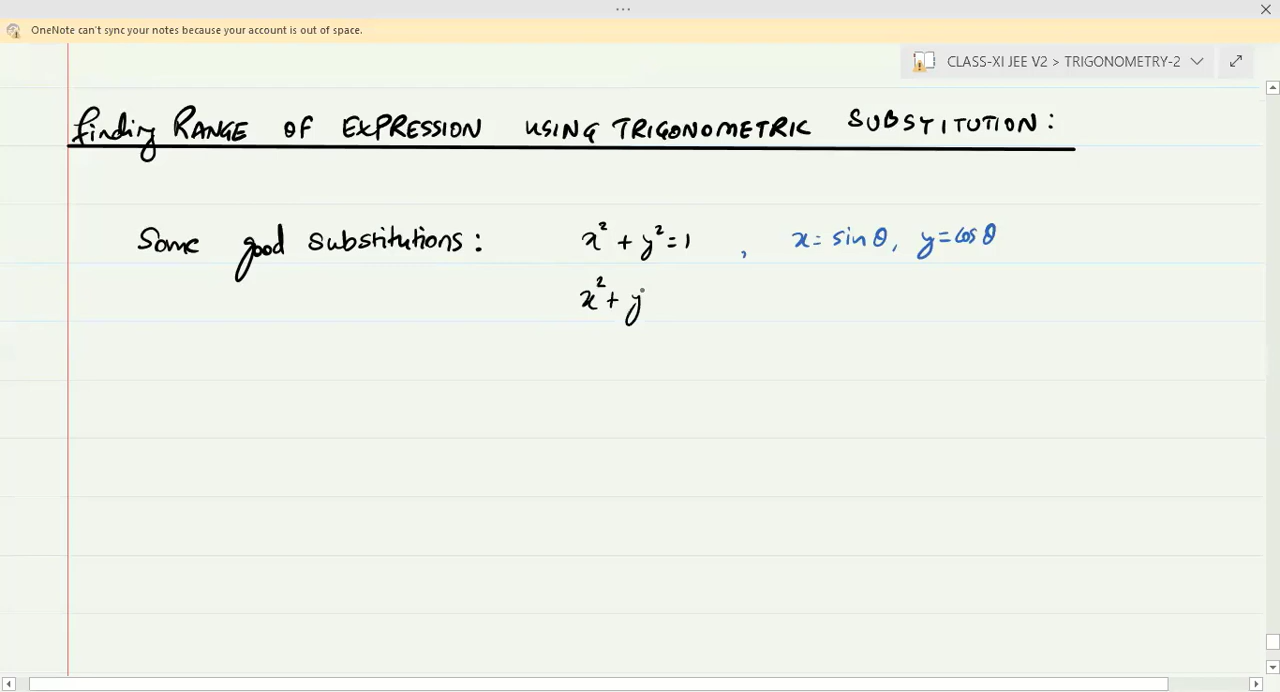 OneNote can't sync your notes because your account is out of space.
CLASS-XI JEE V2 > TRIGONOMETRY-2
finding RANGE OF EXPRESSION USING TRIGONOMETRIC SUBSTITUTION:
Some good substitutions: x² + y² = 1 , x = sin θ, y = cos θ
x² + y